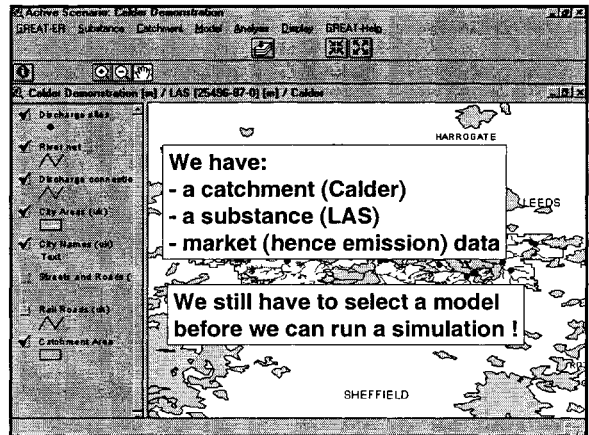 Active Scenario: Calder Demonstration
GREAT-ER Substance Catchment Model Analysis Display GREAT-Help
Calder Demonstration [m] / LAS [25496-87-0] [m] / Calder
Discharge sites
River net
Discharge connectio
City Areas (uk)
City Names (uk)
Text
Streets and Roads (
Rail Roads (uk)
Catchment Area
HARROGATE
We have:
- a catchment (Calder)
- a substance (LAS)
- market (hence emission) data
LEEDS
We still have to select a model
before we can run a simulation !
SHEFFIELD